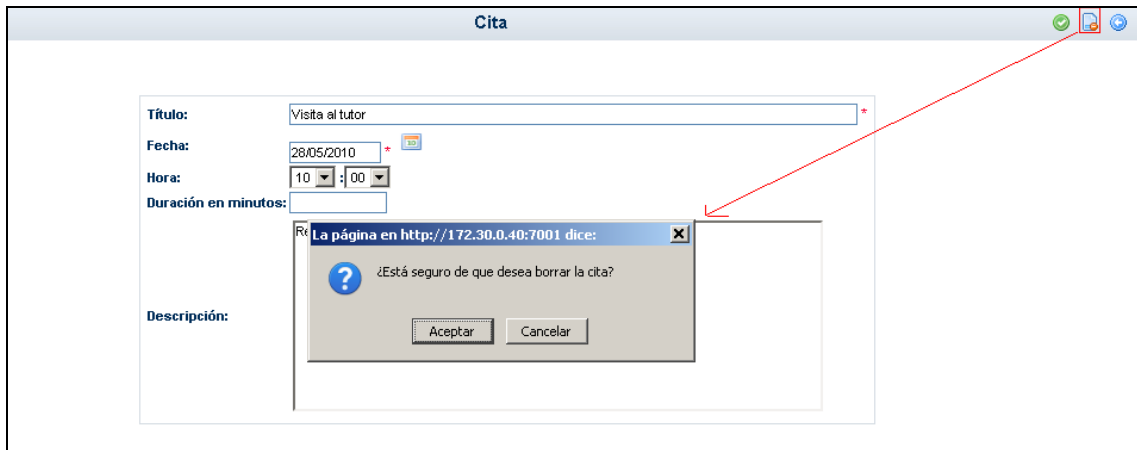 Cita
Título: Visita al tutor *
Fecha: 28/05/2010 *
Hora: 10 : 00
Duración en minutos:
La página en http://172.30.0.40:7001 dice:
¿Está seguro de que desea borrar la cita?
Descripción:
Aceptar Cancelar